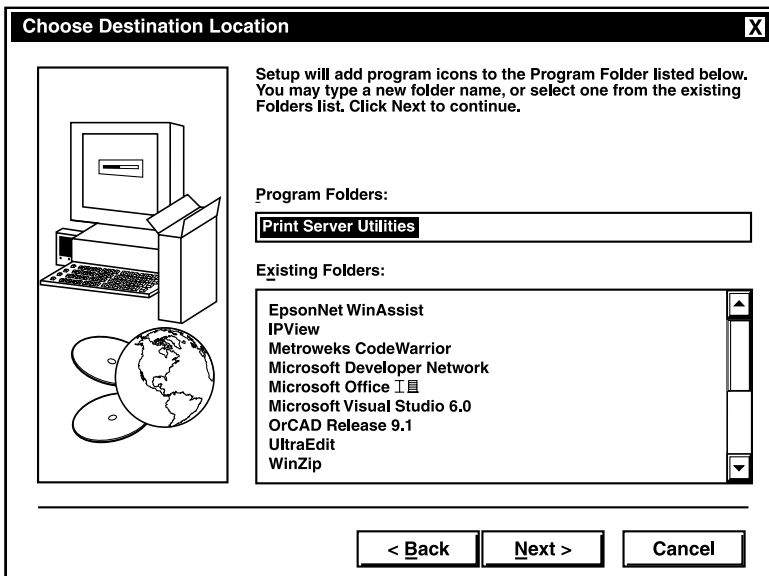 Choose Destination Location
X
Setup will add program icons to the Program Folder listed below.
You may type a new folder name, or select one from the existing
Folders list. Click Next to continue.
Program Folders:
Print Server Utilities
Existing Folders:
EpsonNet WinAssist
IPView
Metroweks CodeWarrior
Microsoft Developer Network
Microsoft Office 工具
Microsoft Visual Studio 6.0
OrCAD Release 9.1
UltraEdit
WinZip
< Back
Next >
Cancel